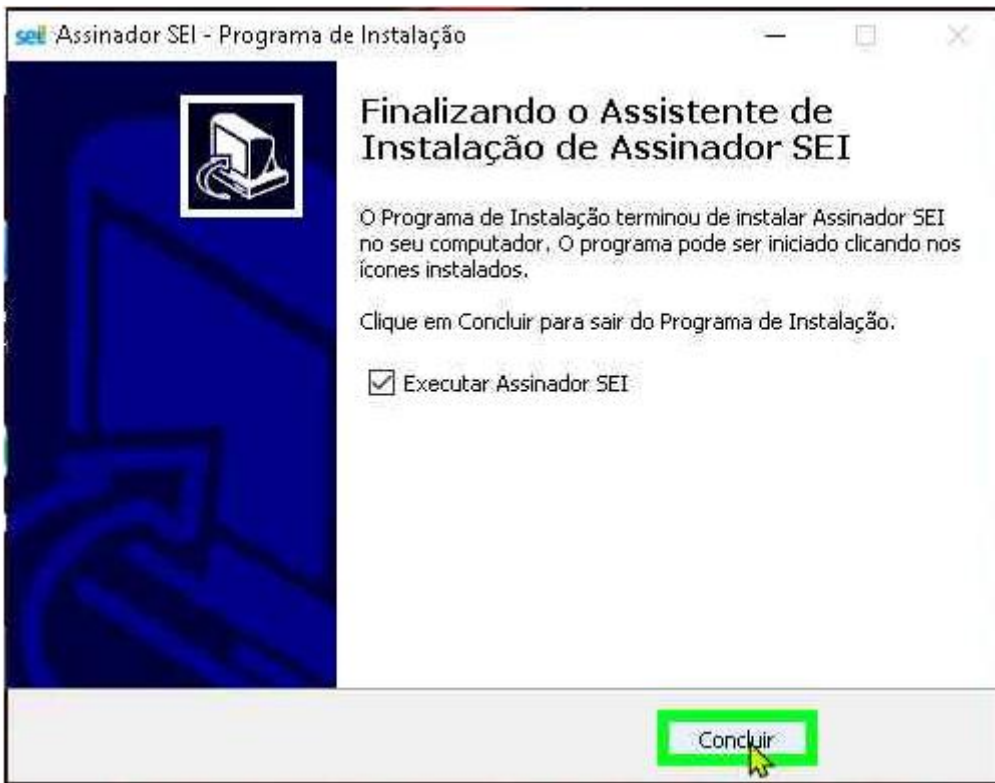 sei! Assinador SEI - Programa de Instalação
Finalizando o Assistente de
Instalação de Assinador SEI
O Programa de Instalação terminou de instalar Assinador SEI
no seu computador. O programa pode ser iniciado clicando nos
ícones instalados.
Clique em Concluir para sair do Programa de Instalação.
Executar Assinador SEI
Concluir